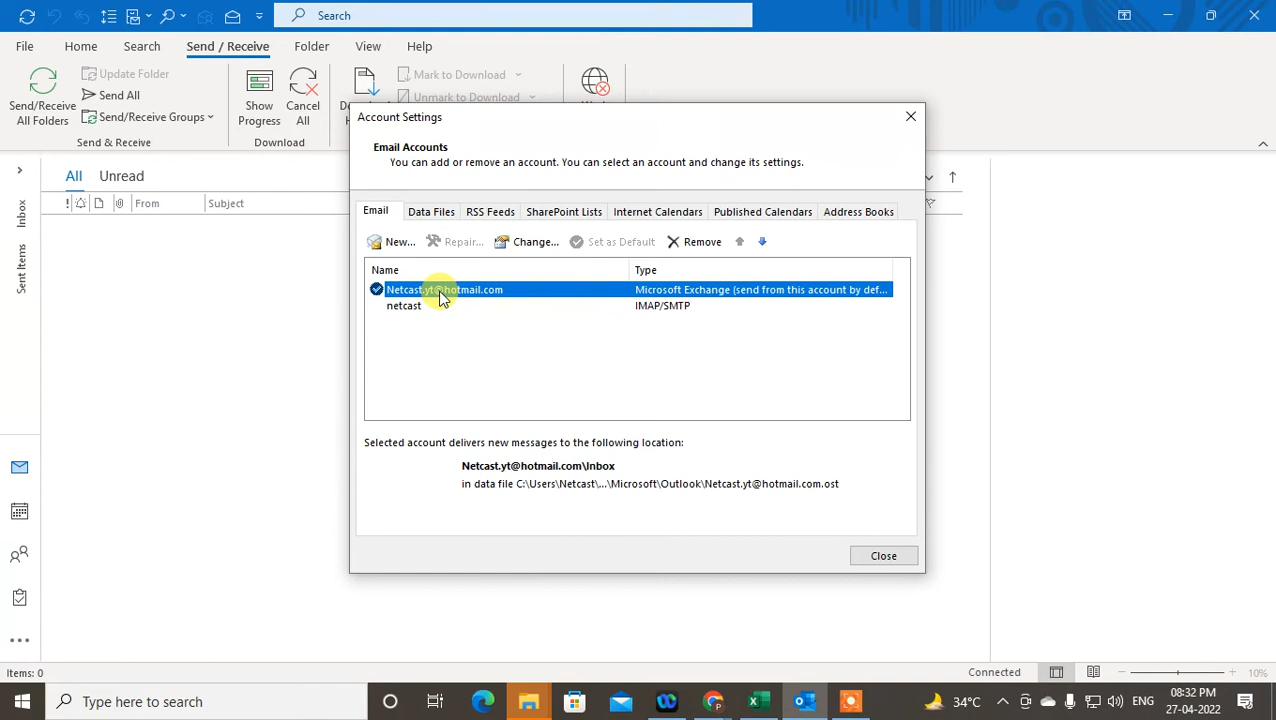 Search
File Home Search Send / Receive Folder View Help
Send/Receive All Folders
Update Folder
Send All
Send/Receive Groups
Show Progress
Cancel All
Mark to Download
Unmark to Download
Send & Receive
Download
Account Settings
Email Accounts
You can add or remove an account. You can select an account and change its settings.
All Unread
From Subject
Inbox
Sent Items
Email Data Files RSS Feeds SharePoint Lists Internet Calendars Published Calendars Address Books
New... Repair... Change... Set as Default Remove
Name Type
Netcast.yt@hotmail.com Microsoft Exchange (send from this account by def...
netcast IMAP/SMTP
Selected account delivers new messages to the following location:
Netcast.yt@hotmail.com\Inbox
in data file C:\Users\Netcast\...\Microsoft\Outlook\Netcast.yt@hotmail.com.ost
Close
Items: 0 Connected 10%
Type here to search
34°C
ENG
08:32 PM
27-04-2022